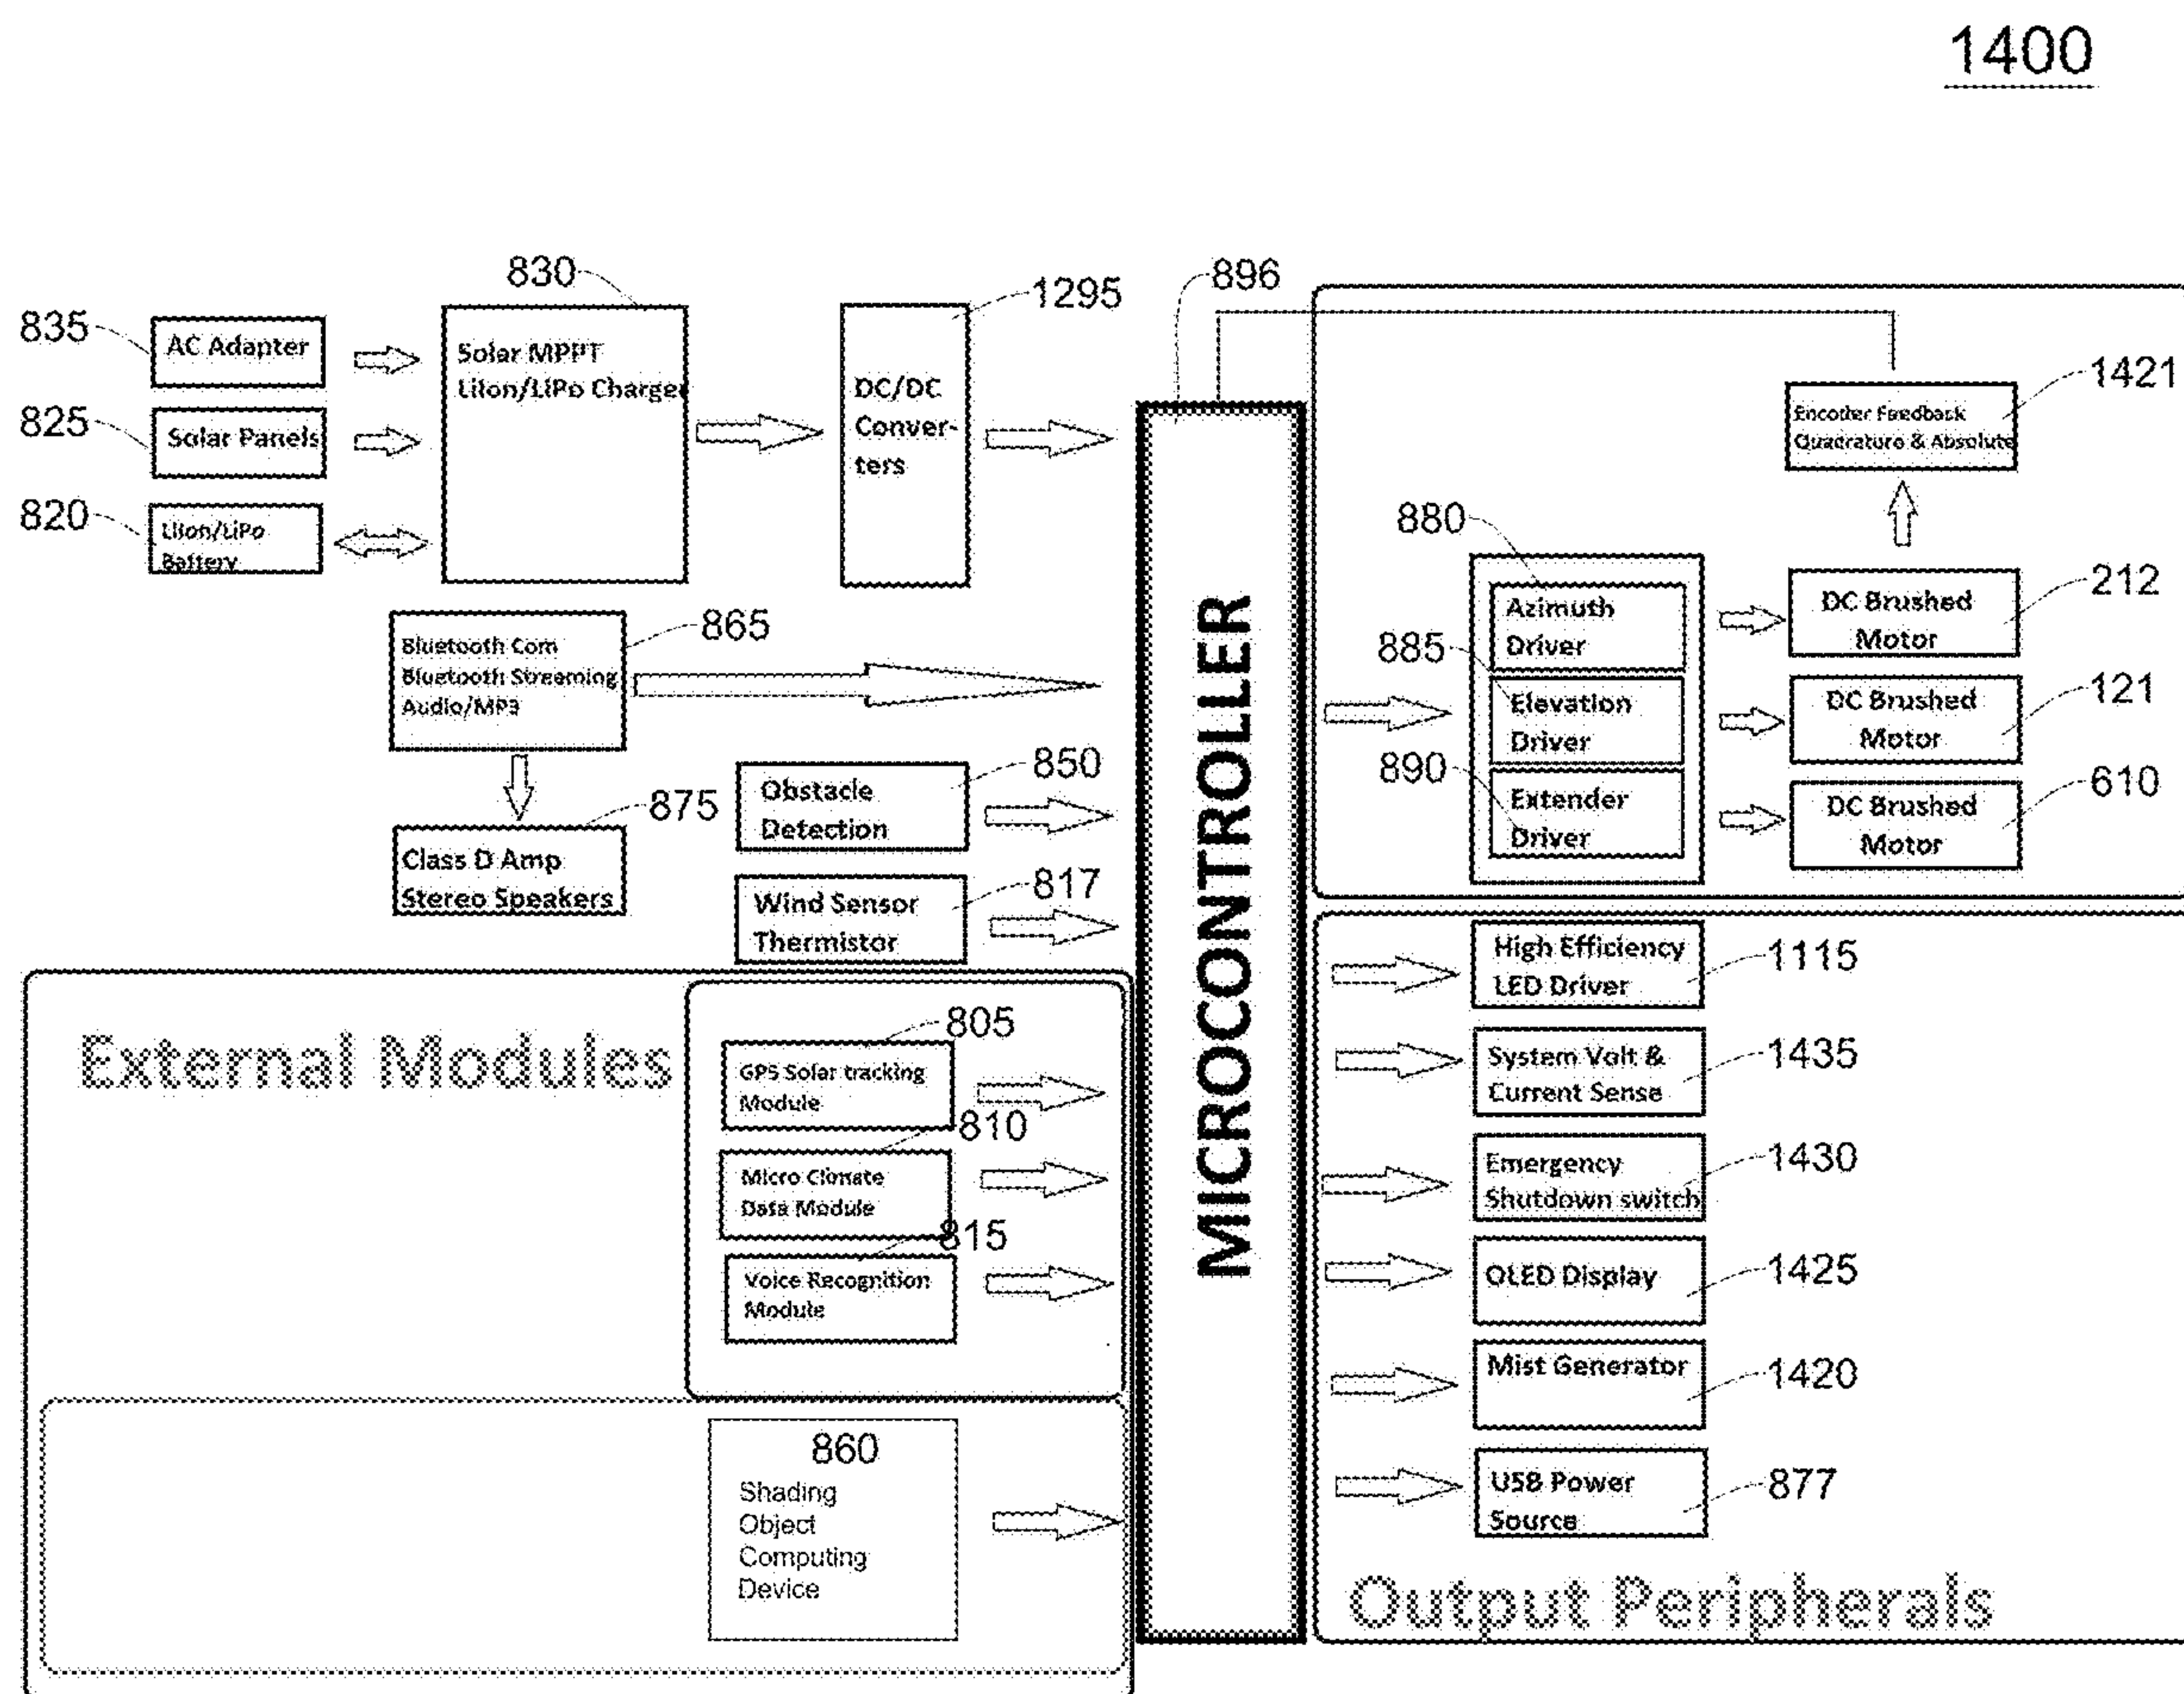 1400
830
1295
896
835
AC Adapter
Solar MPPT
LiIon/LiPo Charger
DC/DC
Conver-
ters
1421
Encoder Feedback
Quadrature & Absolute
825
Solar Panels
820
LiIon/LiPo
Battery
865
Bluetooth Com
Bluetooth Streaming
Audio/MP3
875
Class D Amp
Stereo Speakers
850
Obstacle
Detection
817
Wind Sensor
Thermistor
MICROCONTROLLER
880
Azimuth
Driver
885
Elevation
Driver
890
Extender
Driver
212
DC Brushed
Motor
121
DC Brushed
Motor
610
DC Brushed
Motor
External Modules
805
GPS Solar tracking
Module
810
Micro Climate
Data Module
815
Voice Recognition
Module
860
Shading
Object
Computing
Device
High Efficiency
LED Driver
1115
System Volt &
Current Sense
1435
Emergency
Shutdown switch
1430
OLED Display
1425
Mist Generator
1420
USB Power
Source
877
Output Peripherals